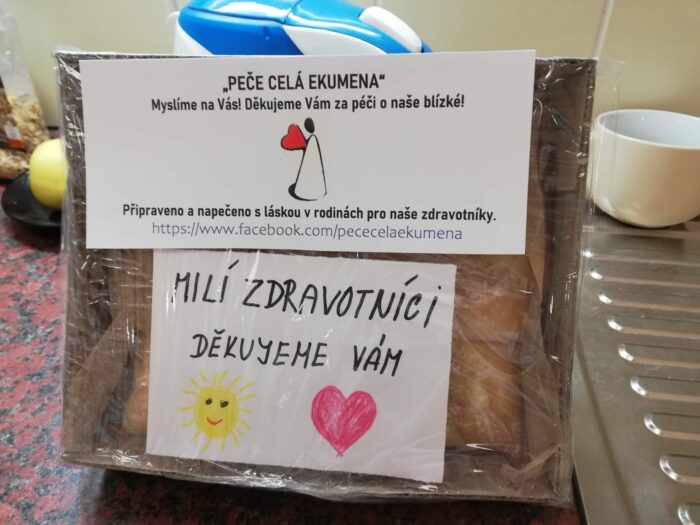 „PEČE CELÁ EKUMENA“
Myslíme na Vás! Děkujeme Vám za péči o naše blízké!
Připraveno a napečeno s láskou v rodinách pro naše zdravotníky.
https://www.facebook.com/pececelaekumena
MILÍ ZDRAVOTNÍCI
DĚKUJEME VÁM